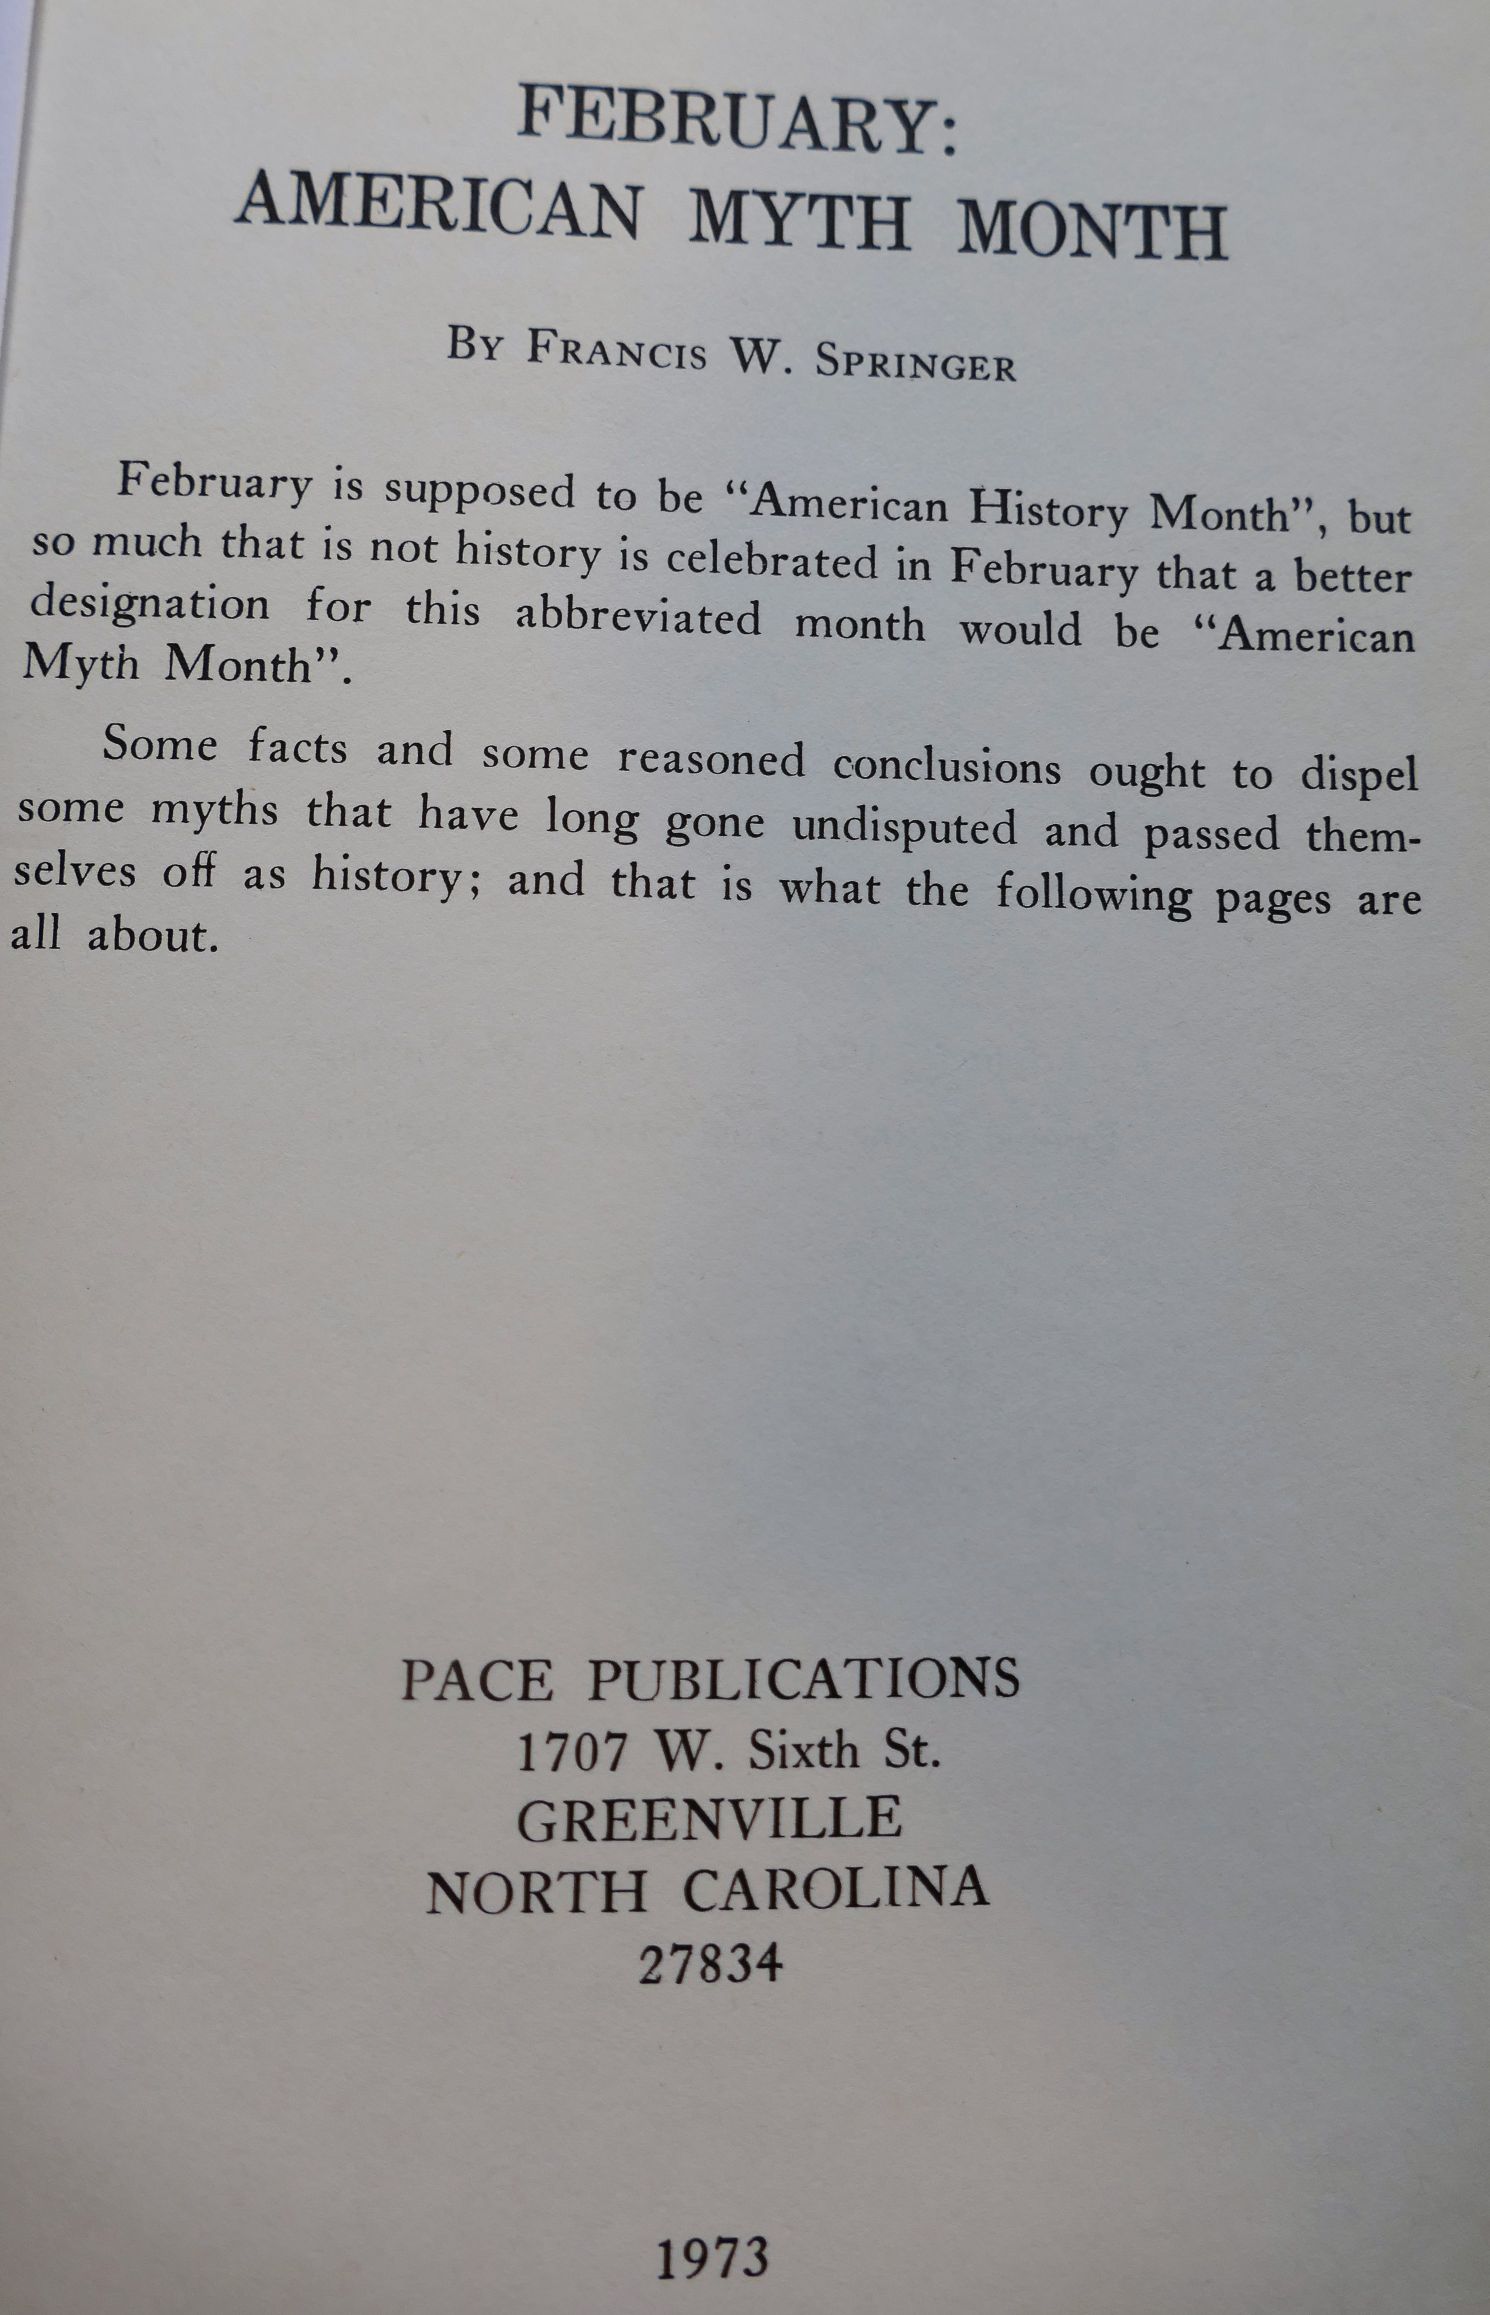 FEBRUARY:
AMERICAN MYTH MONTH
By Francis W. Springer
February is supposed to be “American History Month”, but
so much that is not history is celebrated in February that a better
designation for this abbreviated month would be “American
Myth Month”.
Some facts and some reasoned conclusions ought to dispel
some myths that have long gone undisputed and passed them-
selves off as history; and that is what the following pages are
all about.
PACE PUBLICATIONS
1707 W. Sixth St.
GREENVILLE
NORTH CAROLINA
27834
1973